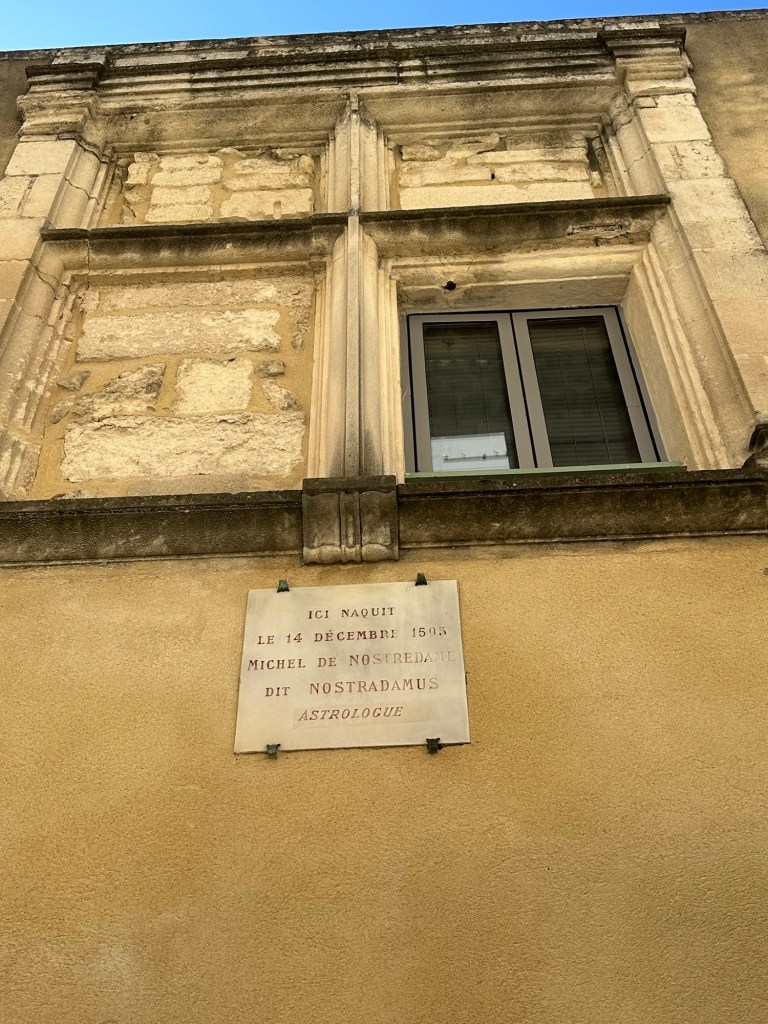 ICI NAQUIT
LE 14 DÉCEMBRE 1503
MICHEL DE NOSTREDAME
DIT NOSTRADAMUS
ASTROLOGUE